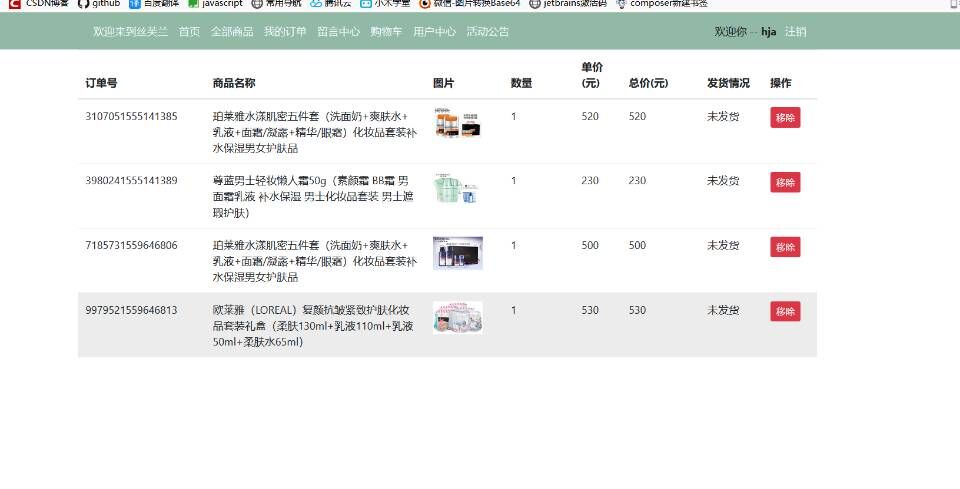 CSDN博客 github 百度翻译 javascript 常用导航 腾讯云 小木学堂 微信-图片转换Base64 jetbrains激活码 composer新建书签
欢迎来到丝芙兰 首页 全部商品 我的订单 留言中心 购物车 用户中心 活动公告 欢迎你 -- hja 注销
订单号 商品名称 图片 数量 单价(元) 总价(元) 发货情况 操作
3107051555141385 珀莱雅水漾肌密五件套（洗面奶+爽肤水+ 1 520 520 未发货 移除
乳液+面霜/凝露+精华/眼霜）化妆品套装补
水保湿男女护肤品
3980241555141389 尊蓝男士轻妆懒人霜50g（素颜霜 BB霜 男 1 230 230 未发货 移除
面霜乳液 补水保湿 男士化妆品套装 男士遮
瑕护肤）
7185731559646806 珀莱雅水漾肌密五件套（洗面奶+爽肤水+ 1 500 500 未发货 移除
乳液+面霜/凝露+精华/眼霜）化妆品套装补
水保湿男女护肤品
9979521559646813 欧莱雅（LOREAL）复颜抗皱紧致护肤化妆 1 530 530 未发货 移除
品套装礼盒（柔肤130ml+乳液110ml+乳液
50ml+柔肤水65ml）